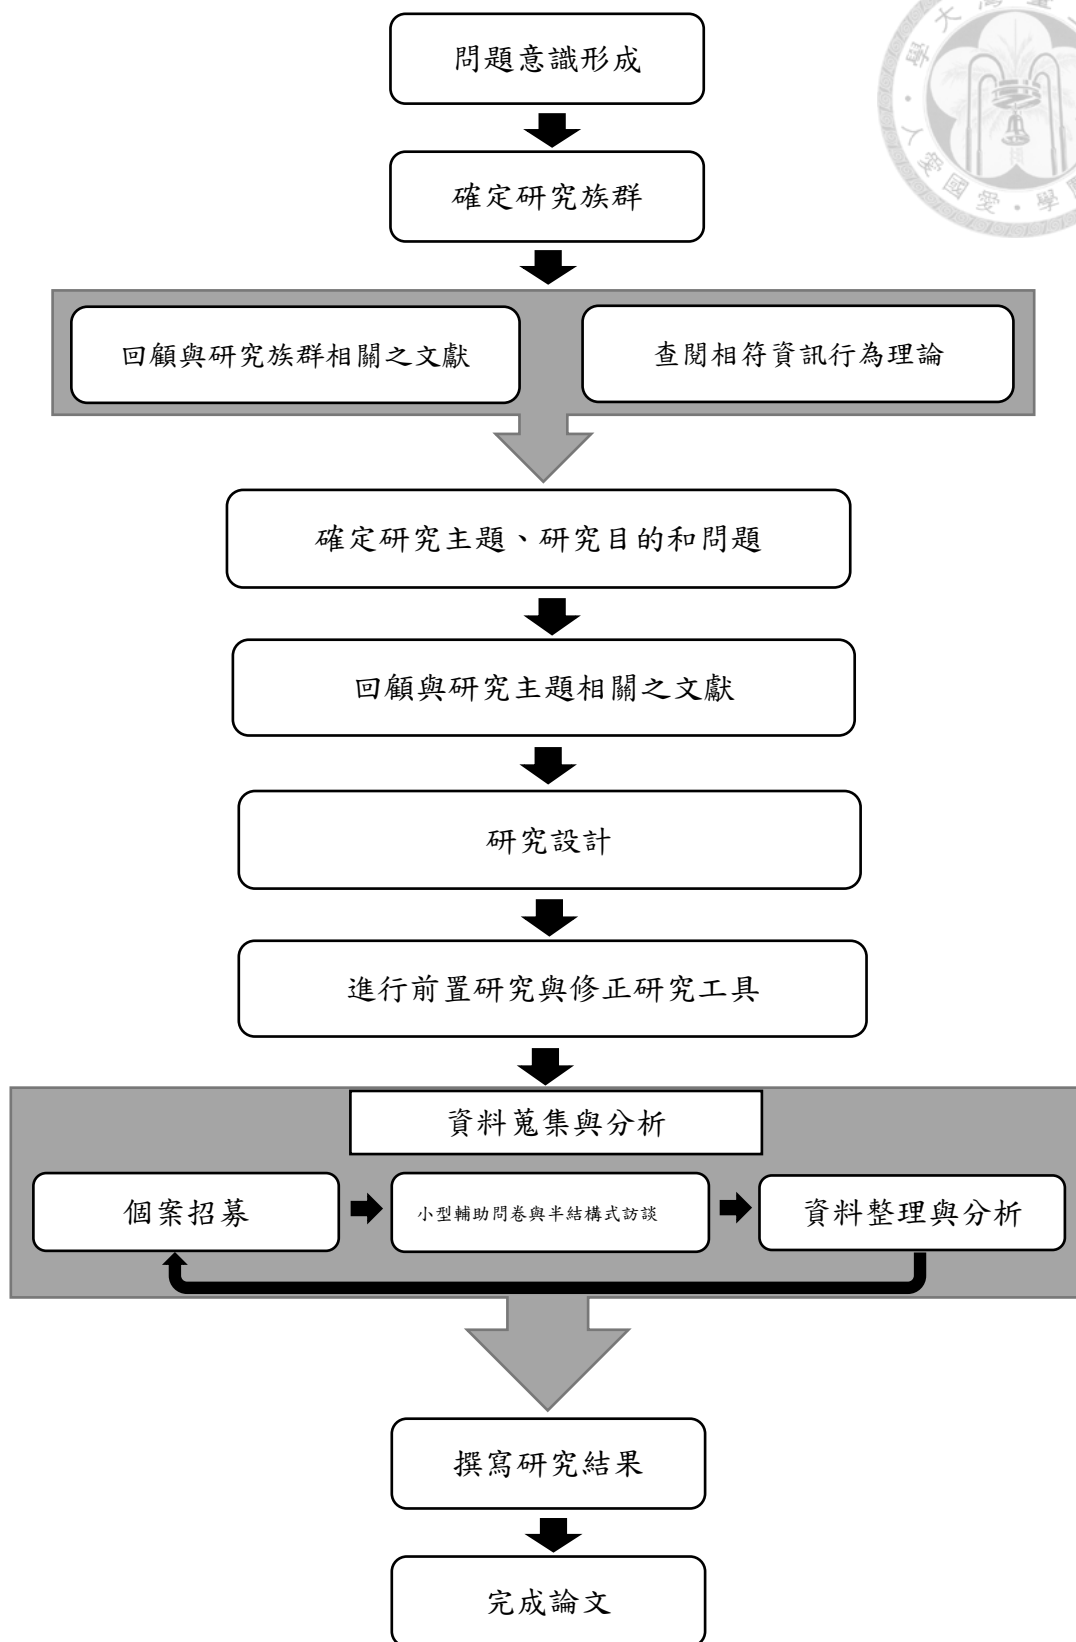 問題意識形成
確定研究族群
回顧與研究族群相關之文獻
查閱相符資訊行為理論
確定研究主題、研究目的和問題
回顧與研究主題相關之文獻
研究設計
進行前置研究與修正研究工具
資料蒐集與分析
個案招募
小型輔助問卷與半結構式訪談
資料整理與分析
撰寫研究結果
完成論文